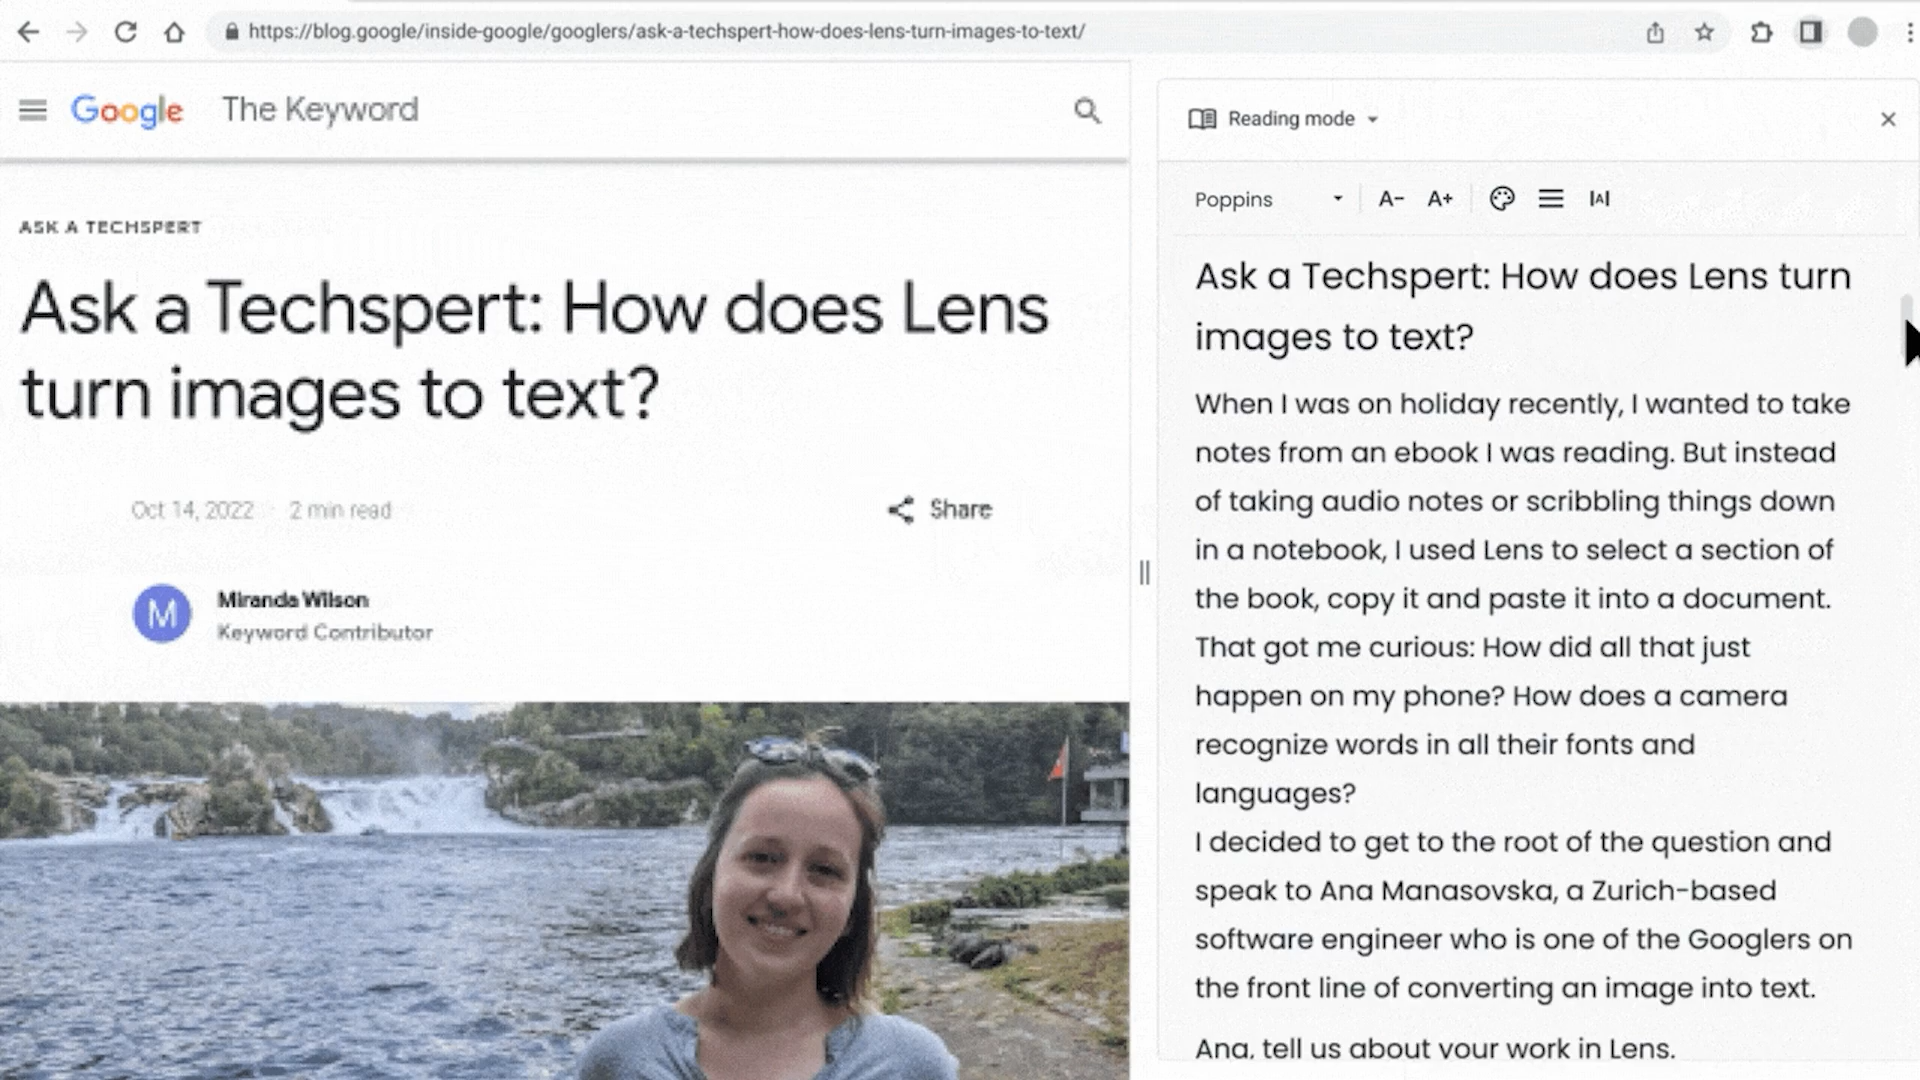 https://blog.google/inside-google/googlers/ask-a-techspert-how-does-lens-turn-images-to-text/
Google The Keyword
ASK A TECHSPERT
Ask a Techspert: How does Lens
turn images to text?
Oct 14, 2022 2 min read
Share
M
Miranda Wilson
Keyword Contributor
Reading mode
Poppins A- A+ A
Ask a Techspert: How does Lens turn
images to text?
When I was on holiday recently, I wanted to take
notes from an ebook I was reading. But instead
of taking audio notes or scribbling things down
in a notebook, I used Lens to select a section of
the book, copy it and paste it into a document.
That got me curious: How did all that just
happen on my phone? How does a camera
recognize words in all their fonts and
languages?
I decided to get to the root of the question and
speak to Ana Manasovska, a Zurich-based
software engineer who is one of the Googlers on
the front line of converting an image into text.
Ana, tell us about your work in Lens.